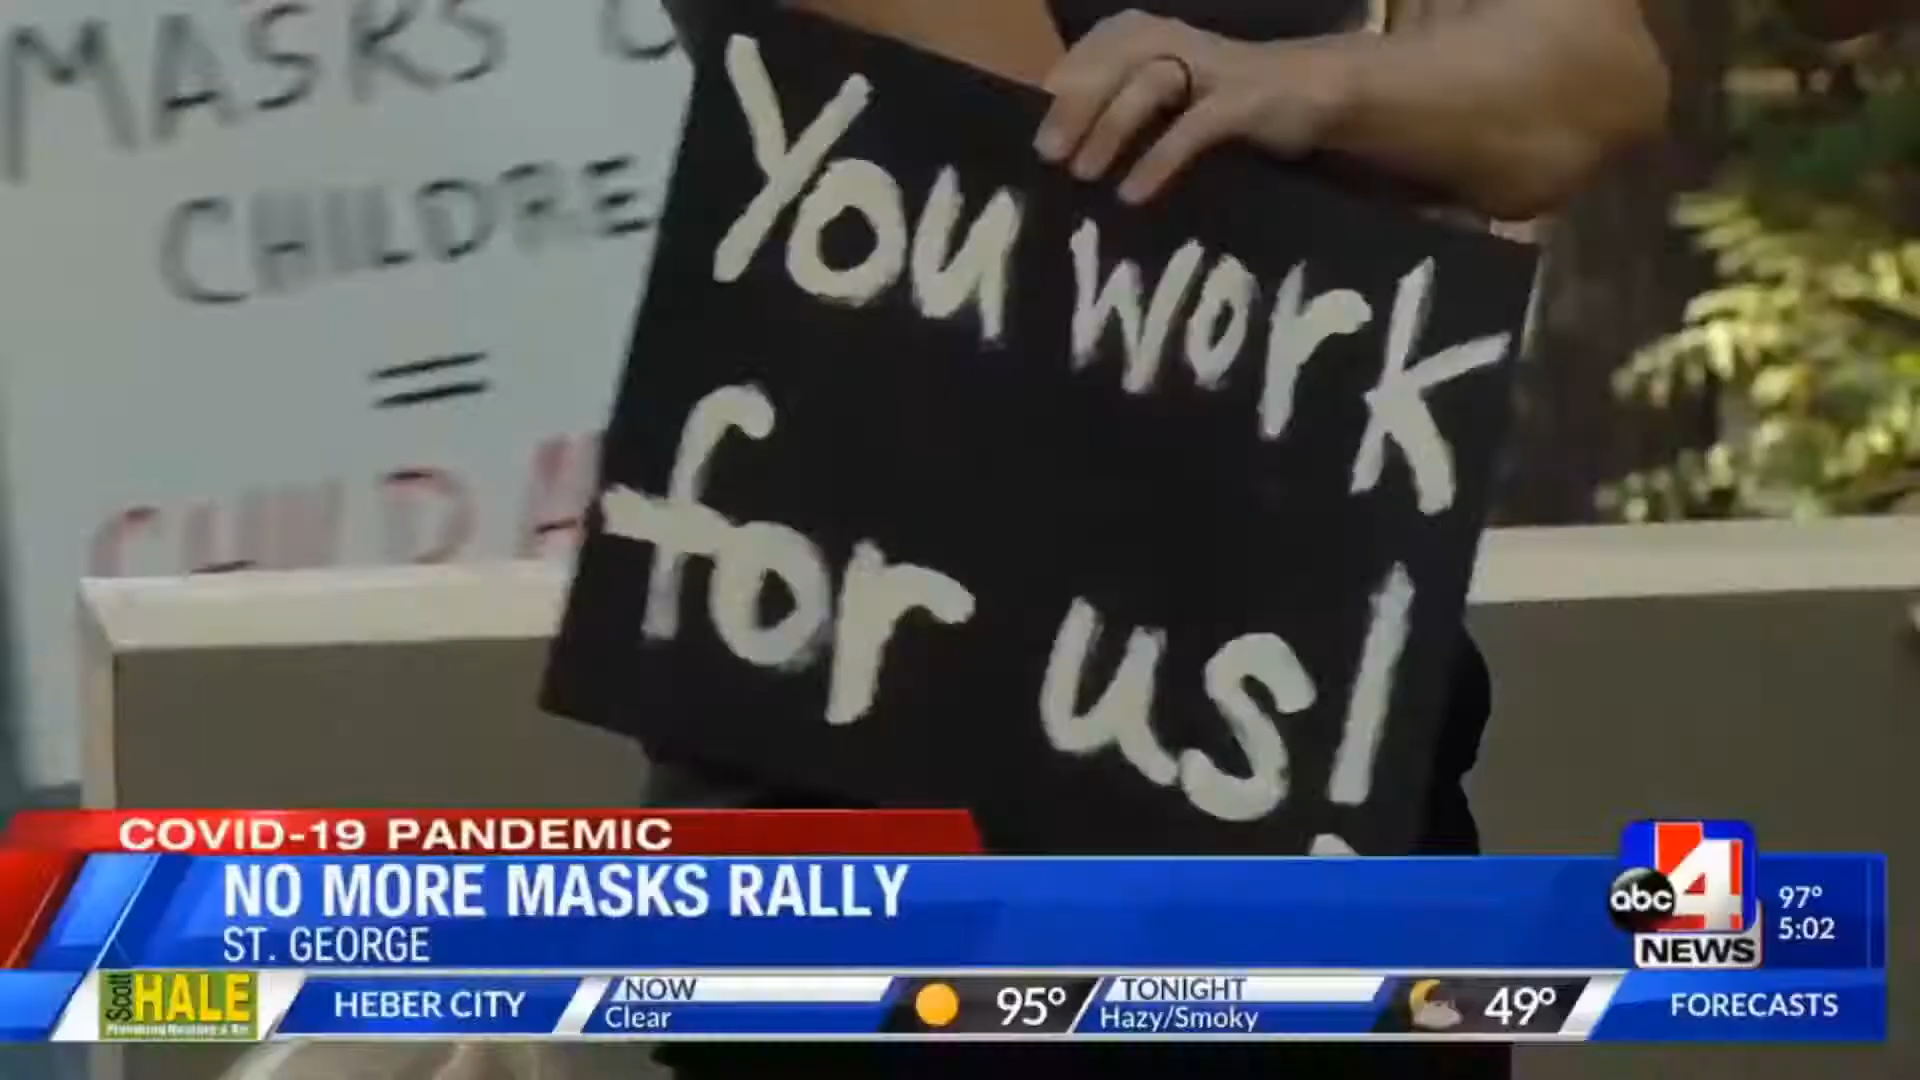 MASKS
CHILDRE
=
You work
for us!
COVID-19 PANDEMIC
NO MORE MASKS RALLY
ST. GEORGE
abc 4
NEWS
97°
5:02
Scott HALE
HEBER CITY
NOW
Clear
95°
TONIGHT
Hazy/Smoky
49°
FORECASTS